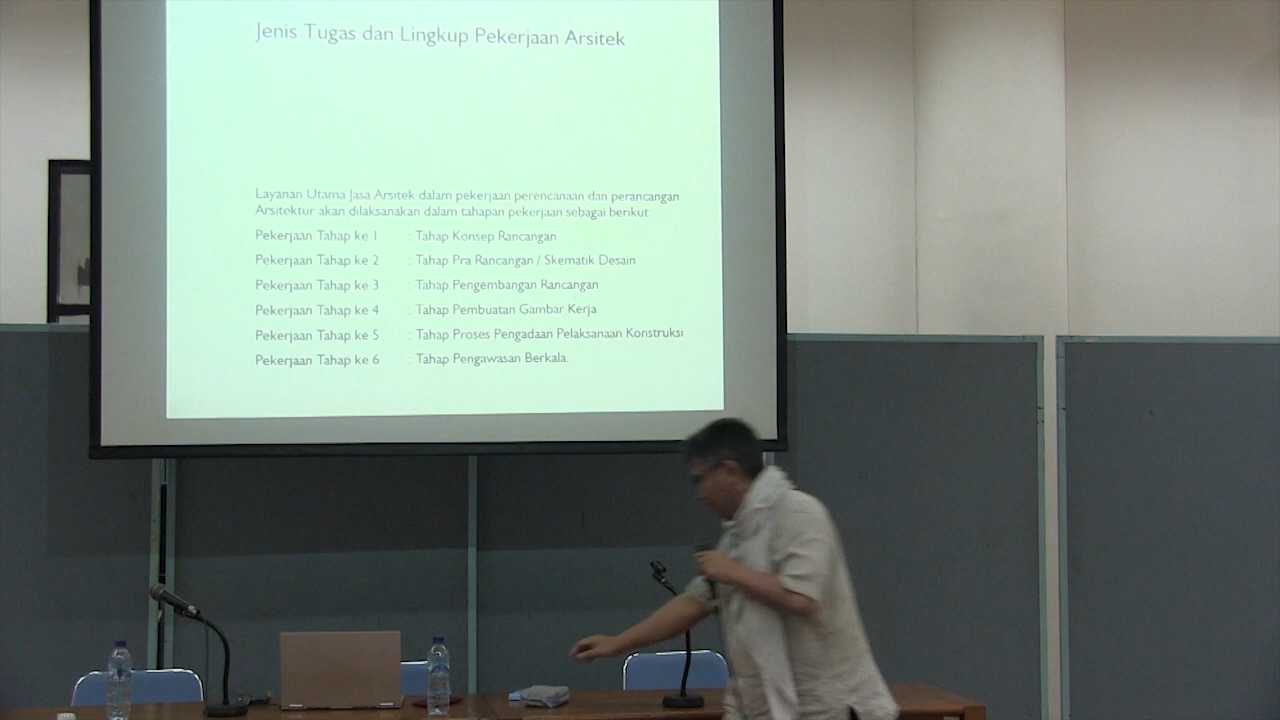 Jenis Tugas dan Lingkup Pekerjaan Arsitek
Layanan Utama Jasa Arsitek dalam pekerjaan perencanaan dan perancangan
Arsitektur akan dilaksanakan dalam tahapan pekerjaan sebagai berikut:
Pekerjaan Tahap ke 1 : Tahap Konsep Rancangan
Pekerjaan Tahap ke 2 : Tahap Pra Rancangan / Skematik Desain
Pekerjaan Tahap ke 3 : Tahap Pengembangan Rancangan
Pekerjaan Tahap ke 4 : Tahap Pembuatan Gambar Kerja
Pekerjaan Tahap ke 5 : Tahap Proses Pengadaan Pelaksanaan Konstruksi
Pekerjaan Tahap ke 6 : Tahap Pengawasan Berkala.